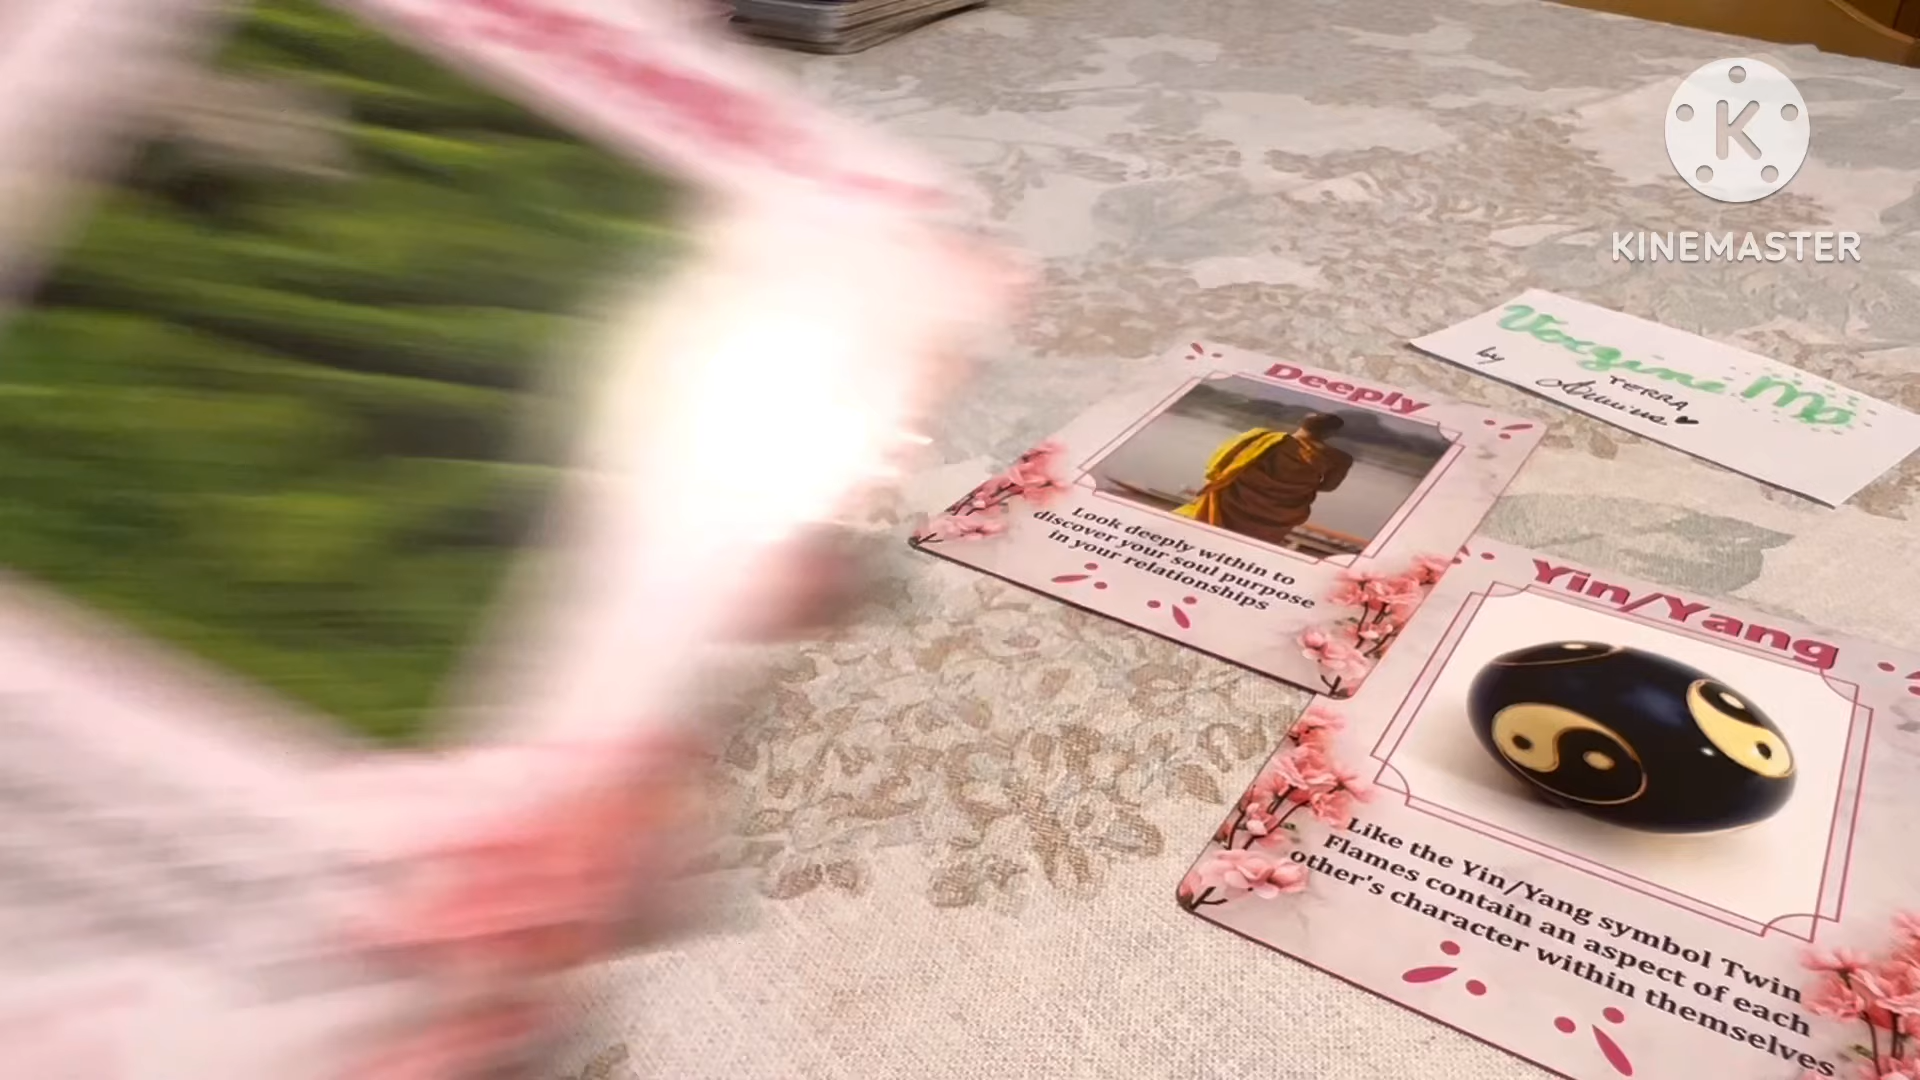 K
KINEMASTER
by TERRA
Deeply
Look deeply within to
discover your soul purpose
in your relationships
Yin/Yang
Like the Yin/Yang symbol Twin
Flames contain an aspect of each
other's character within themselves